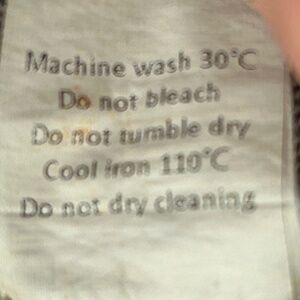 Machine wash 30°C
Do not bleach
Do not tumble dry
Cool iron 110°C
Do not dry cleaning